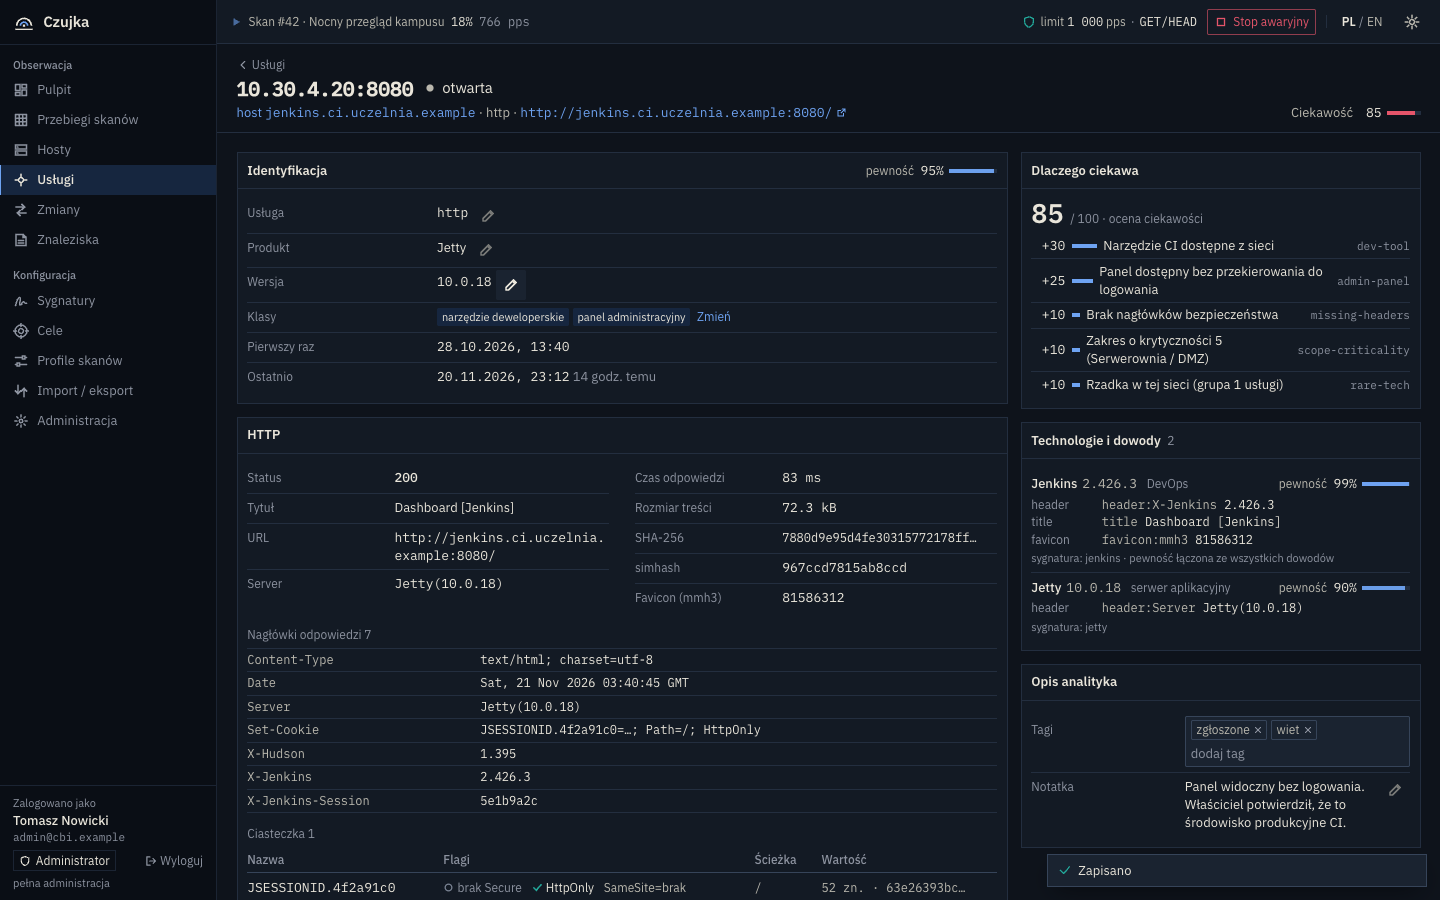 Czujka
Skan #42 · Nocny przegląd kampusu 18% 766 pps
limit 1 000 pps · GET/HEAD
Stop awaryjny
PL / EN
Obserwacja
Pulpit
Przebiegi skanów
Hosty
Usługi
Zmiany
Znaleziska
Konfiguracja
Sygnatury
Cele
Profile skanów
Import / eksport
Administracja
Zalogowano jako
Tomasz Nowicki
admin@cbi.example
Administrator
Wyloguj
pełna administracja
Usługi
10.30.4.20:8080 otwarta
host jenkins.ci.uczelnia.example · http · http://jenkins.ci.uczelnia.example:8080/
Ciekawość 85
Identyfikacja pewność 95%
Usługa http
Produkt Jetty
Wersja 10.0.18
Klasy narzędzie deweloperskie panel administracyjny Zmień
Pierwszy raz 28.10.2026, 13:40
Ostatnio 20.11.2026, 23:12 14 godz. temu
HTTP
Status 200
Tytuł Dashboard [Jenkins]
URL http://jenkins.ci.uczelnia.
example:8080/
Server Jetty(10.0.18)
Czas odpowiedzi 83 ms
Rozmiar treści 72.3 kB
SHA-256 7880d9e95d4fe30315772178ff…
simhash 967ccd7815ab8ccd
Favicon (mmh3) 81586312
Nagłówki odpowiedzi 7
Content-Type text/html; charset=utf-8
Date Sat, 21 Nov 2026 03:40:45 GMT
Server Jetty(10.0.18)
Set-Cookie JSESSIONID.4f2a91c0=…; Path=/; HttpOnly
X-Hudson 1.395
X-Jenkins 2.426.3
X-Jenkins-Session 5e1b9a2c
Ciasteczka 1
Nazwa Flagi Ścieżka Wartość
JSESSIONID.4f2a91c0 brak Secure HttpOnly SameSite=brak / 52 zn. · 63e26393bc…
Dlaczego ciekawa
85 / 100 · ocena ciekawości
+30 Narzędzie CI dostępne z sieci dev-tool
+25 Panel dostępny bez przekierowania do
logowania admin-panel
+10 Brak nagłówków bezpieczeństwa missing-headers
+10 Zakres o krytyczności 5
(Serwerownia / DMZ) scope-criticality
+10 Rzadka w tej sieci (grupa 1 usługi) rare-tech
Technologie i dowody 2
Jenkins 2.426.3 DevOps pewność 99%
header header:X-Jenkins 2.426.3
title title Dashboard [Jenkins]
favicon favicon:mmh3 81586312
sygnatura: jenkins · pewność łączona ze wszystkich dowodów
Jetty 10.0.18 serwer aplikacyjny pewność 90%
header header:Server Jetty(10.0.18)
sygnatura: jetty
Opis analityka
Tagi zgłoszone × wiet ×
dodaj tag
Notatka Panel widoczny bez logowania.
Właściciel potwierdził, że to
środowisko produkcyjne CI.
Zapisano